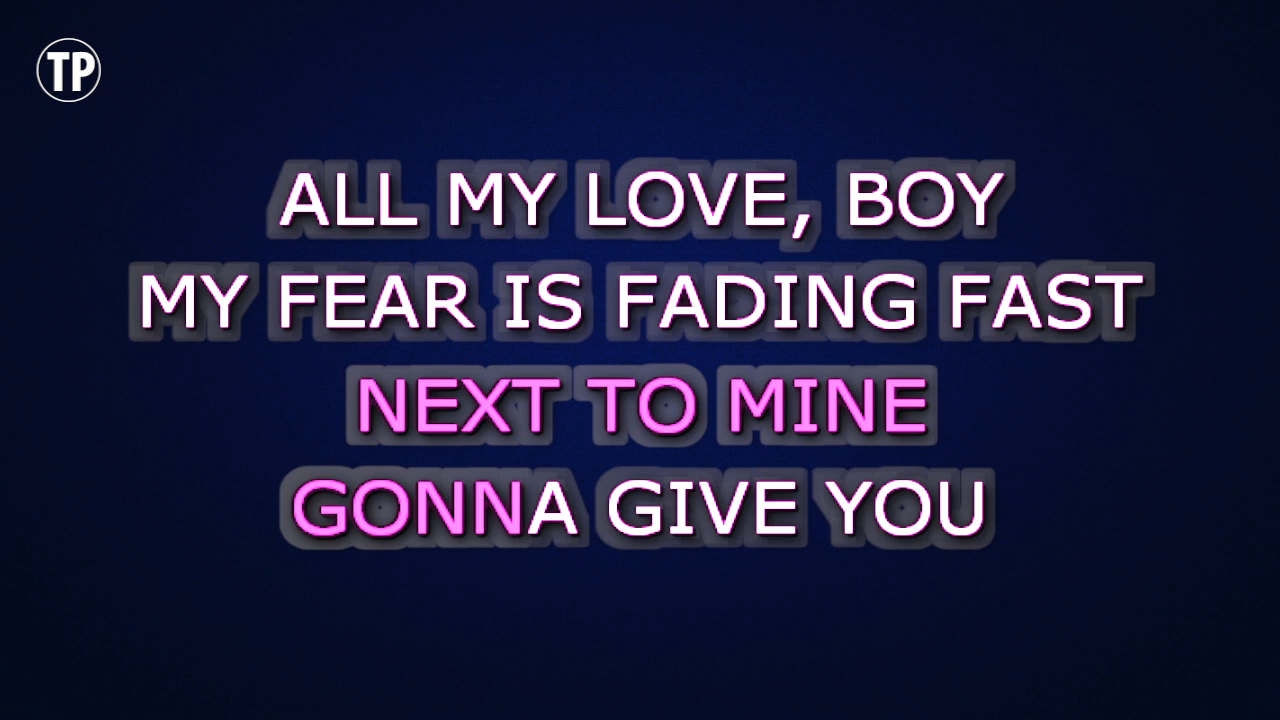 TP
ALL MY LOVE, BOY
MY FEAR IS FADING FAST
NEXT TO MINE
GONNA GIVE YOU